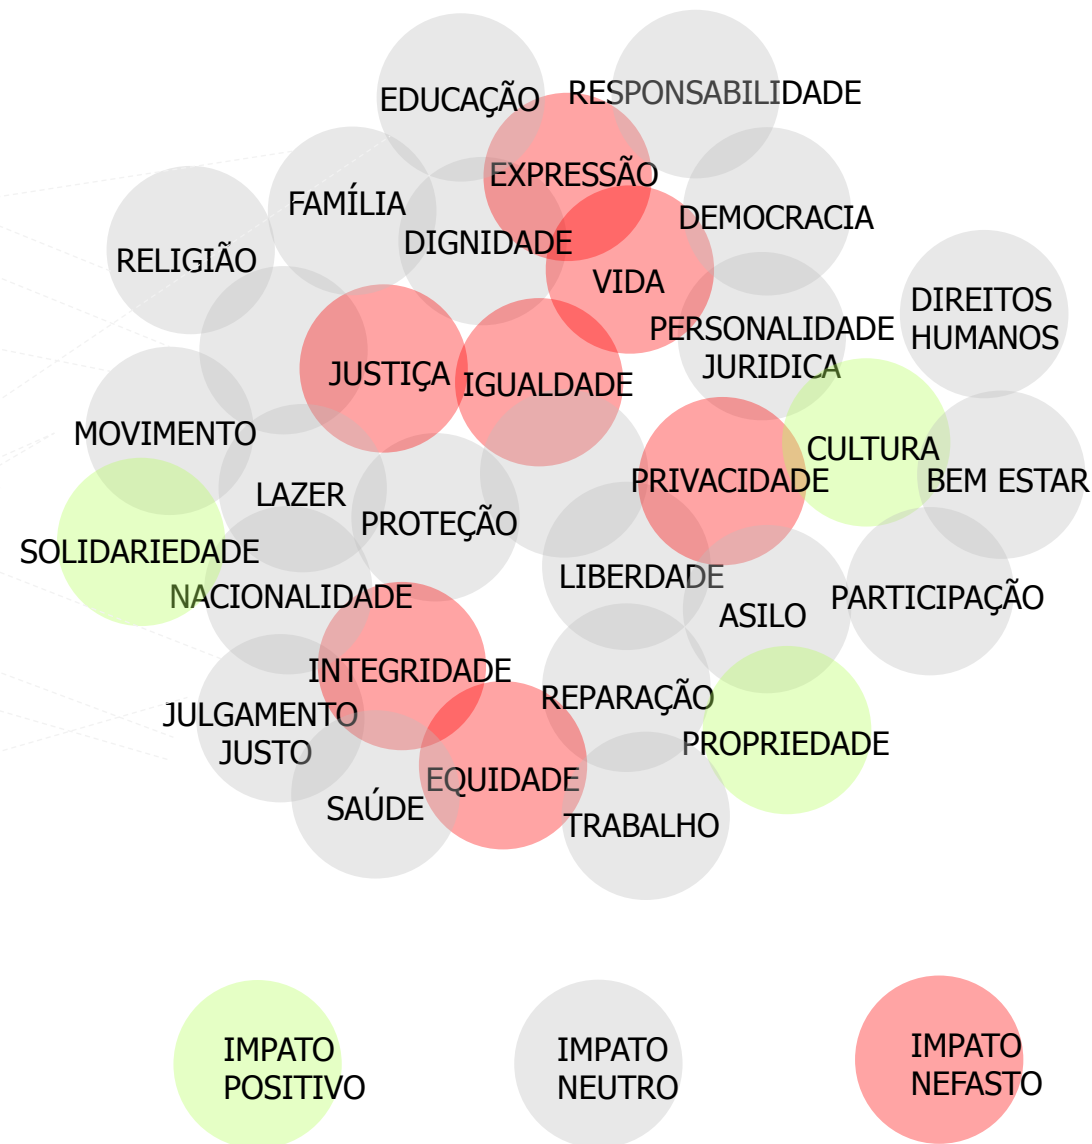 EDUCAÇÃO
RESPONSABILIDADE
EXPRESSÃO
FAMÍLIA
DEMOCRACIA
DIGNIDADE
RELIGIÃO
VIDA
DIREITOS
HUMANOS
PERSONALIDADE
JURIDICA
JUSTIÇA
IGUALDADE
MOVIMENTO
CULTURA
PRIVACIDADE
BEM ESTAR
LAZER
PROTEÇÃO
SOLIDARIEDADE
LIBERDADE
NACIONALIDADE
PARTICIPAÇÃO
ASILO
INTEGRIDADE
REPARAÇÃO
JULGAMENTO
JUSTO
PROPRIEDADE
EQUIDADE
SAÚDE
TRABALHO
IMPATO
POSITIVO
IMPATO
NEUTRO
IMPATO
NEFASTO